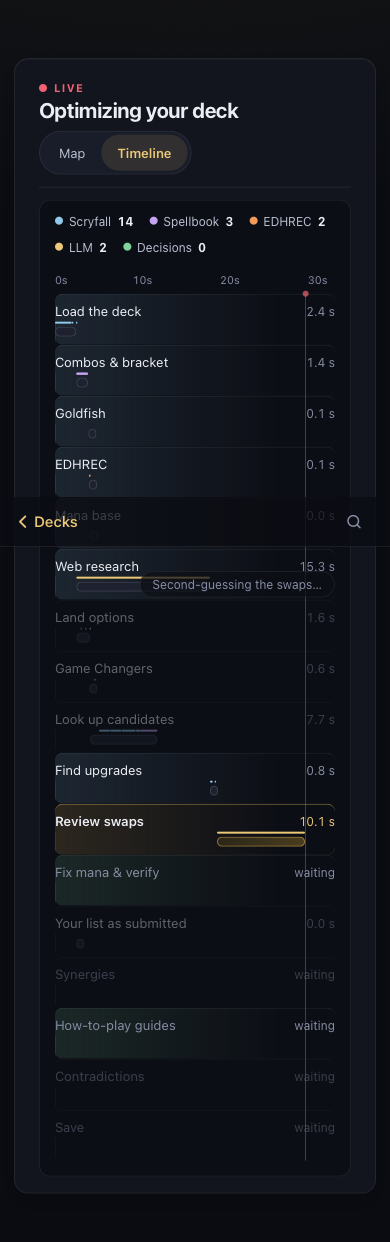 LIVE
Optimizing your deck
Map Timeline
Scryfall 14 Spellbook 3 EDHREC 2
LLM 2 Decisions 0
0s 10s 20s 30s
Load the deck 2.4 s
Combos & bracket 1.4 s
Goldfish 0.1 s
EDHREC 0.1 s
Mana base 0.0 s
Decks
Web research 15.3 s
Second-guessing the swaps...
Land options 1.6 s
Game Changers 0.6 s
Look up candidates 7.7 s
Find upgrades 0.8 s
Review swaps 10.1 s
Fix mana & verify waiting
Your list as submitted 0.0 s
Synergies waiting
How-to-play guides waiting
Contradictions waiting
Save waiting